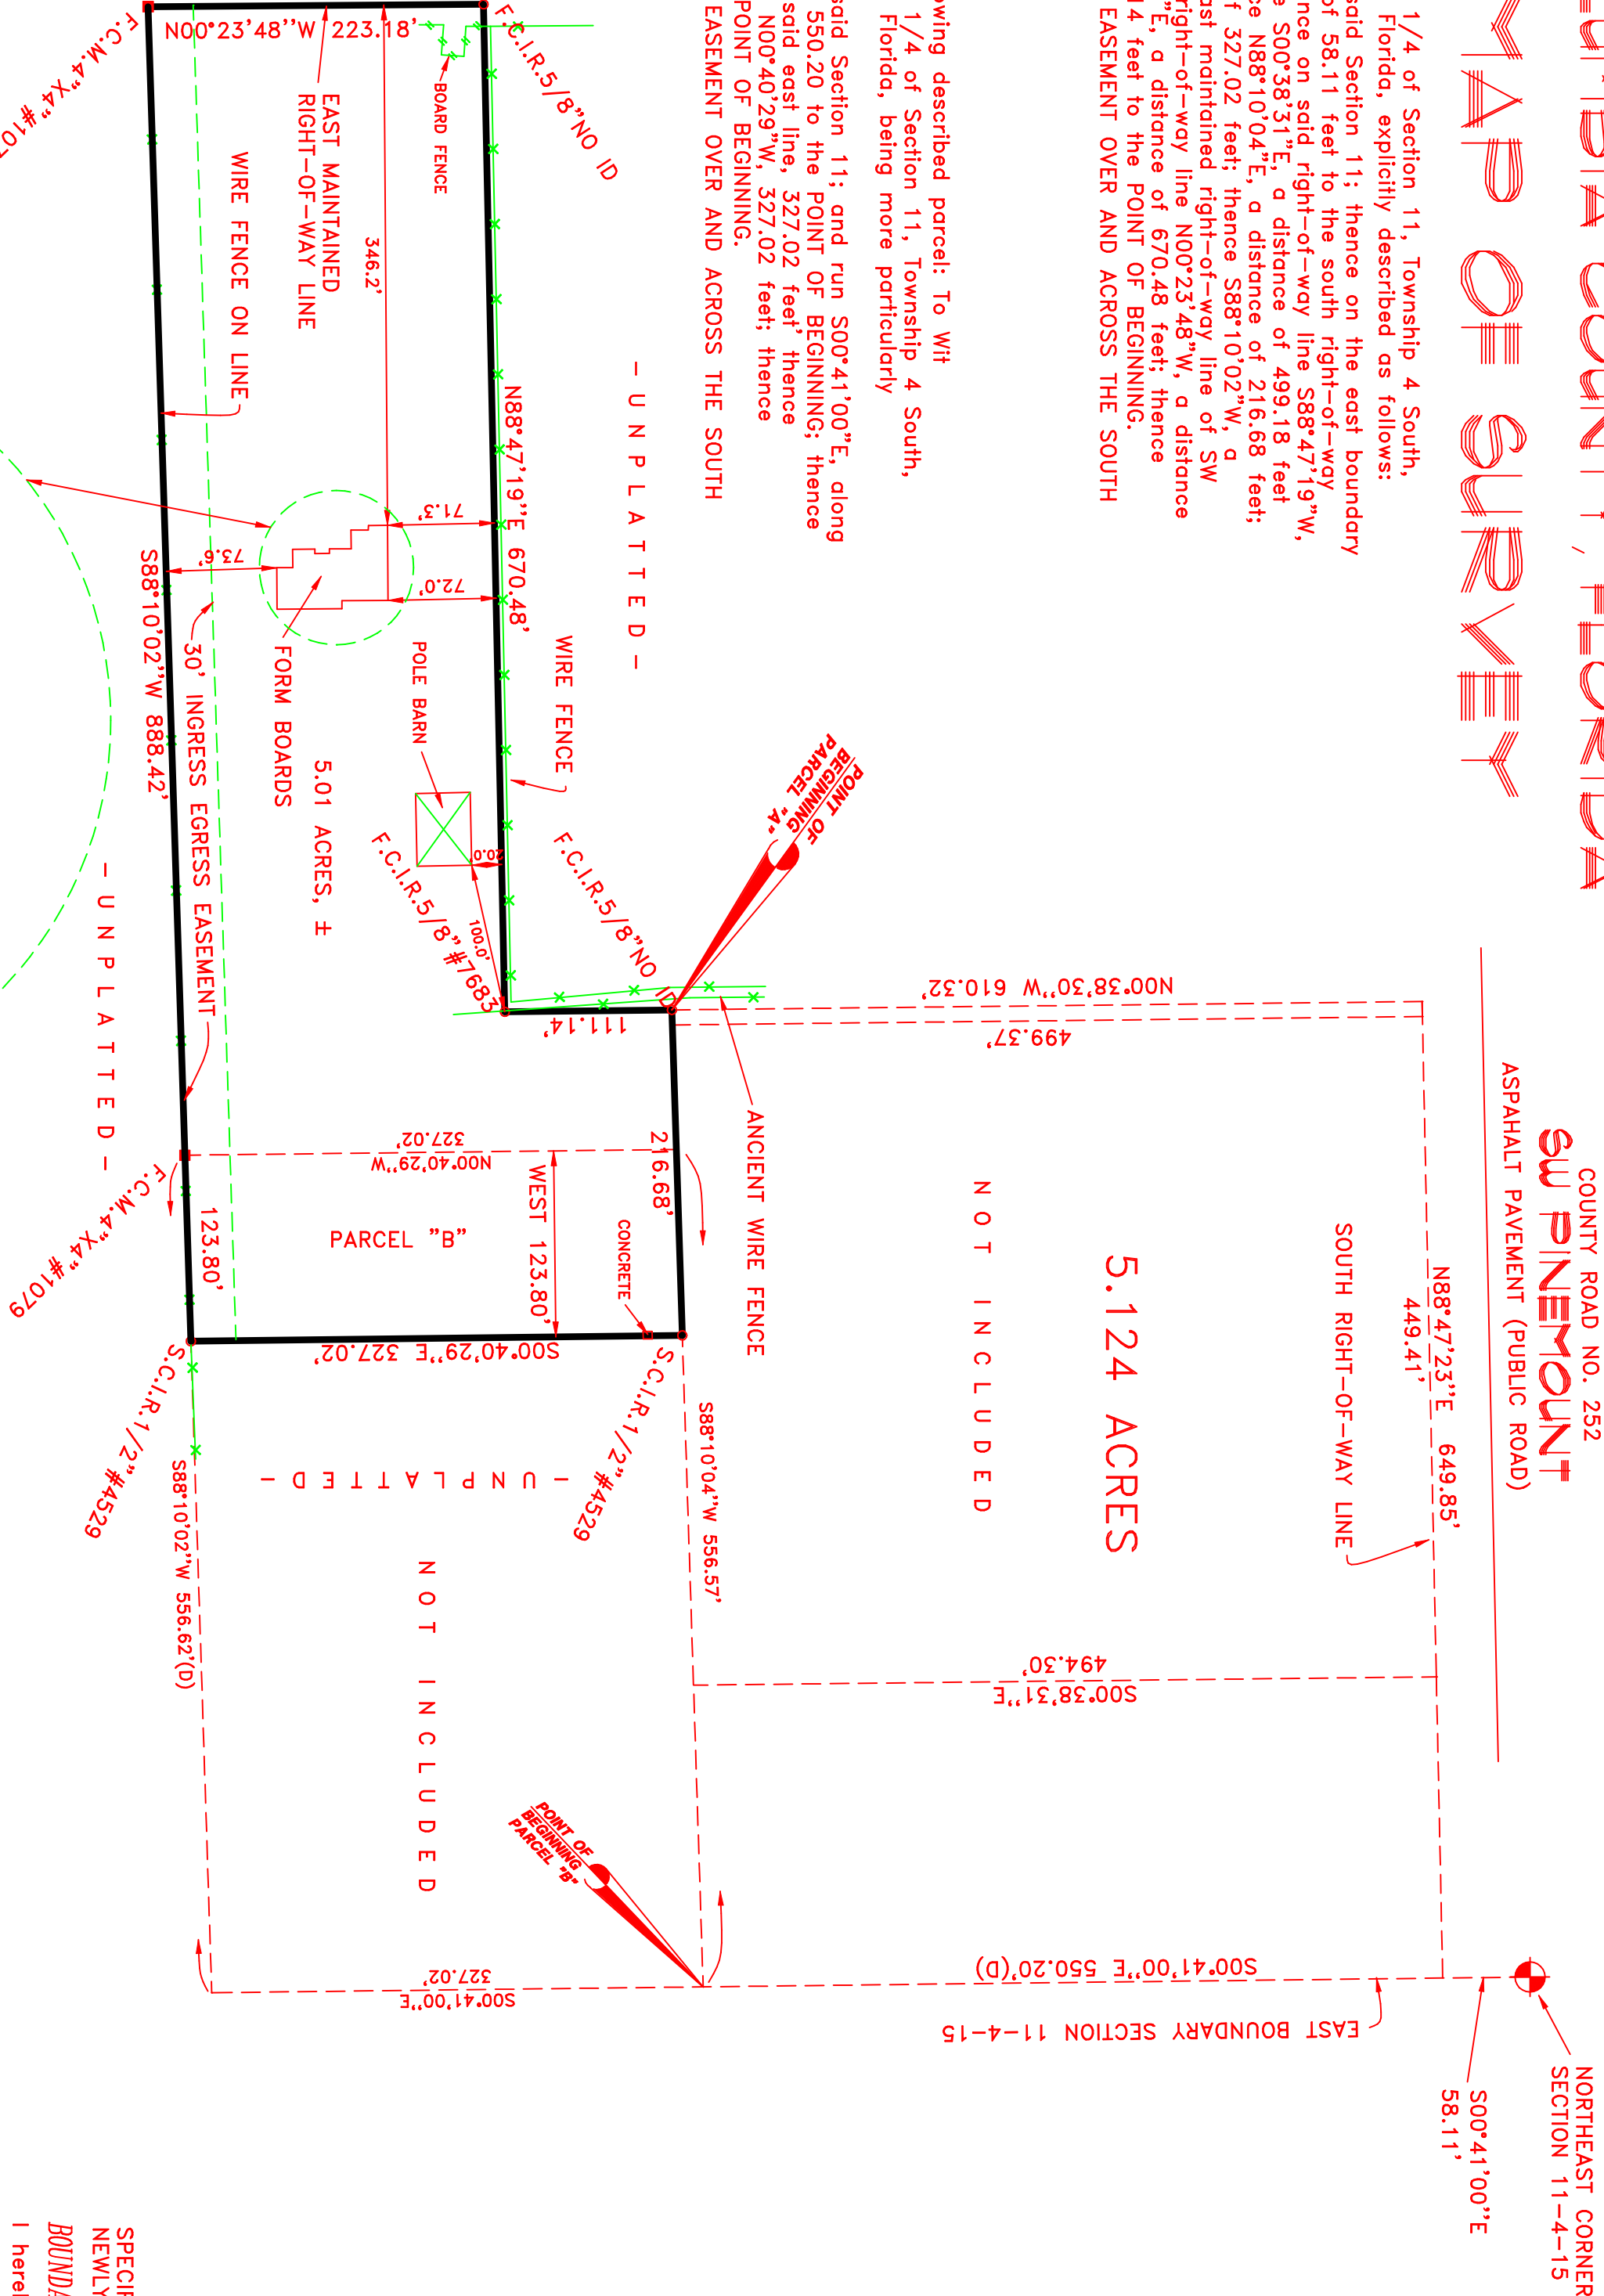 MAP OF SURVEY
1/4 of Section 11, Township 4 South,
Florida, explicitly described as follows:
said Section 11; thence on the east boundary
of 58.11 feet to the south right-of-way
on said right-of-way line S88°47'19"W,
S00°38'31"E, a distance of 499.18 feet
N88°10'04"E, a distance of 216.68 feet;
327.02 feet; thence S88°10'02"W, a
maintained right-of-way line of SW
right-of-way line N00°23'48"W, a distance
a distance of 670.48 feet; thence
feet to the POINT OF BEGINNING.
EASEMENT OVER AND ACROSS THE SOUTH
described parcel: To Wit
1/4 of Section 11, Township 4 South,
Florida, being more particularly
said Section 11; and run S00°41'00"E, along
550.20 to the POINT OF BEGINNING; thence
said east line, 327.02 feet' thence
N00°40'29"W, 327.02 feet; thence
POINT OF BEGINNING.
EASEMENT OVER AND ACROSS THE SOUTH
COUNTY ROAD NO. 252
SW PINEMOUNT
ASPAHALT PAVEMENT (PUBLIC ROAD)
N88°47'23"E 649.85'
449.41'
SOUTH RIGHT-OF-WAY LINE
5.124 ACRES
NOT INCLUDED
NORTHEAST CORNER
SECTION 11-4-15
S00°41'00"E
58.11'
EAST BOUNDARY SECTION 11-4-15
S00°41'00"E 550.20'(D)
S00°38'31"E
494.30'
N00°38'30"W 610.32'
499.37'
POINT OF
BEGINNING
PARCEL "A"
ANCIENT WIRE FENCE
S88°10'04"W 556.57'
216.68'
111.14'
- UNPLATTED -
WIRE FENCE
N88°47'19"E 670.48'
F.C.I.R.5/8"NO ID
F.C.I.R.5/8"NO ID
F.C.I.R.5/8" #7683
100.0'
20.0
POLE BARN
BOARD FENCE
N00°23'48"W 223.18'
EAST MAINTAINED
RIGHT-OF-WAY LINE
346.2'
71.3'
72.0'
73.6'
WIRE FENCE ON LINE
FORM BOARDS
5.01 ACRES, ±
30' INGRESS EGRESS EASEMENT
S88°10'02"W 888.42'
- UNPLATTED -
F.C.M.4"X4" #1079
N00°40'29"W
327.02'
WEST 123.80'
PARCEL "B"
CONCRETE
123.80'
S00°40'29"E 327.02'
S.C.I.R.1/2" #4529
S.C.I.R.1/2" #4529
- UNPLATTED -
NOT INCLUDED
S88°10'02"W 556.62'(D)
POINT OF
BEGINNING
PARCEL "B"
S00°41'00"E
327.02'
F.C.M.4"X4"
BOUNDA
NEWLY
SPECIF
I herel